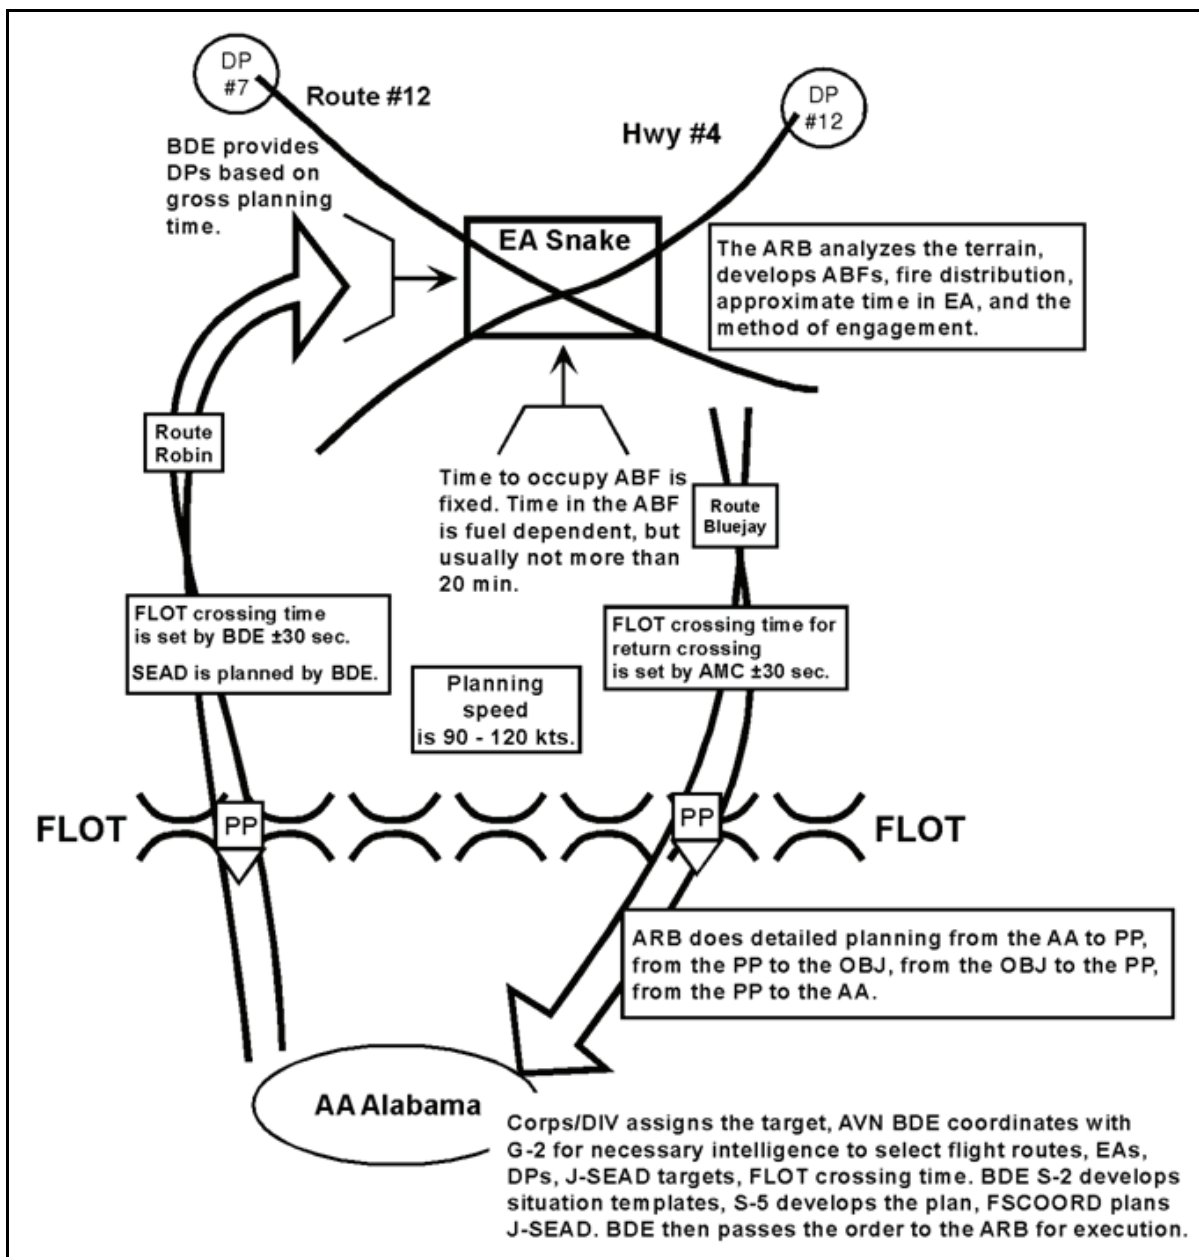 DP
#7
Route #12
DP
#12
Hwy #4
BDE provides
DPs based on
gross planning
time.
EA Snake
The ARB analyzes the terrain,
develops ABFs, fire distribution,
approximate time in EA, and the
method of engagement.
Route
Robin
Time to occupy ABF is
fixed. Time in the ABF
is fuel dependent, but
usually not more than
20 min.
Route
Bluejay
FLOT crossing time
is set by BDE ±30 sec.
SEAD is planned by BDE.
FLOT crossing time for
return crossing
is set by AMC ±30 sec.
Planning
speed
is 90 - 120 kts.
FLOT
PP
PP
FLOT
ARB does detailed planning from the AA to PP,
from the PP to the OBJ, from the OBJ to the PP,
from the PP to the AA.
AA Alabama
Corps/DIV assigns the target, AVN BDE coordinates with
G-2 for necessary intelligence to select flight routes, EAs,
DPs, J-SEAD targets, FLOT crossing time. BDE S-2 develops
situation templates, S-5 develops the plan, FSCOORD plans
J-SEAD. BDE then passes the order to the ARB for execution.